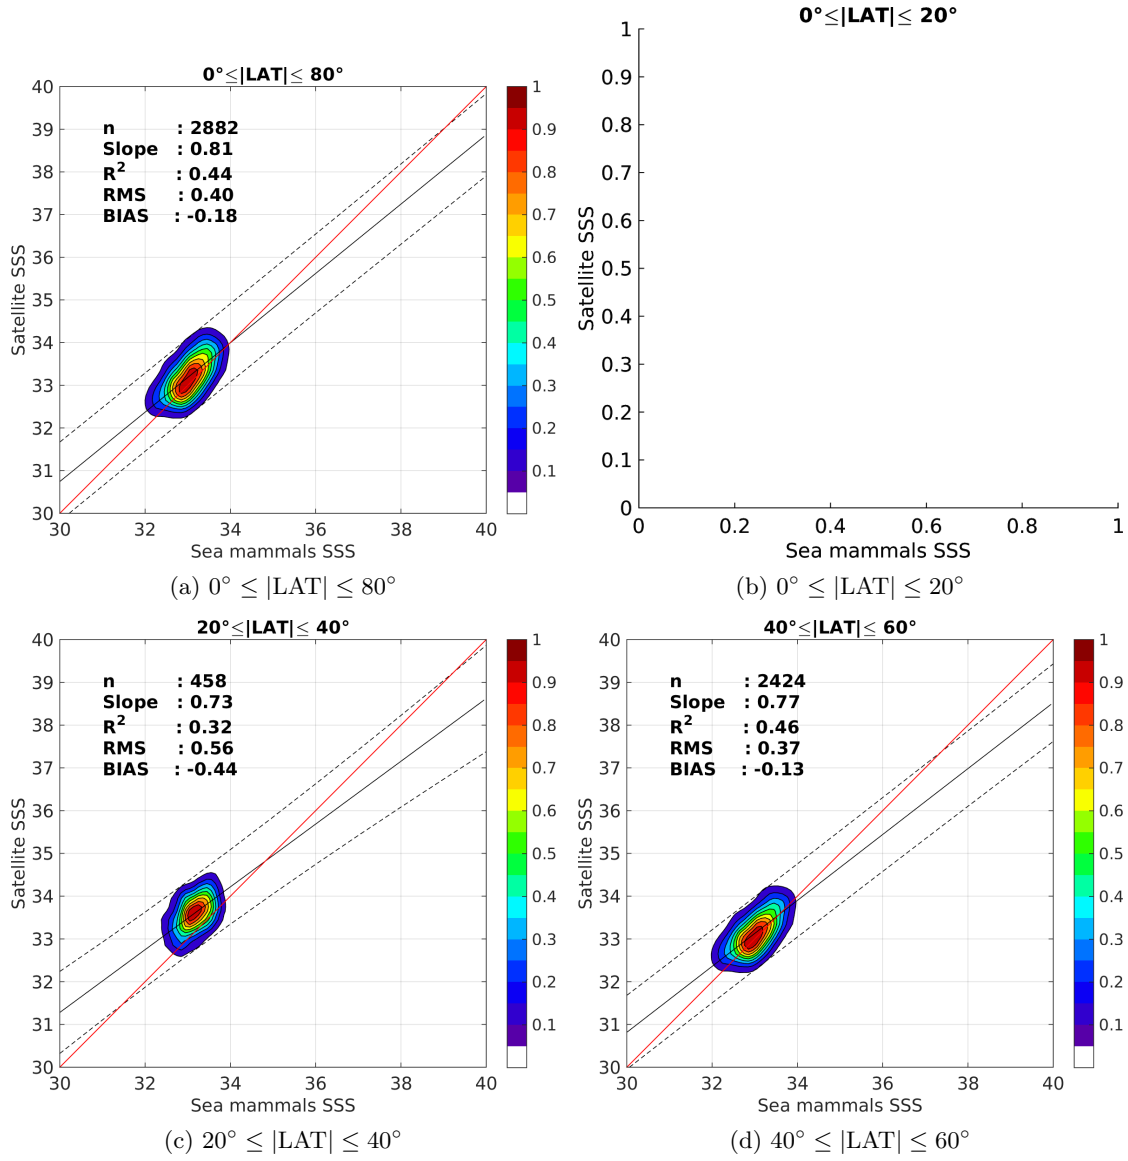 0°≤|LAT|≤ 80°
40
39
38
37
36
35
34
33
32
31
30
Satellite SSS
n : 2882
Slope : 0.81
R² : 0.44
RMS : 0.40
BIAS : -0.18
30 32 34 36 38 40
Sea mammals SSS
1
0.9
0.8
0.7
0.6
0.5
0.4
0.3
0.2
0.1
(a) 0° ≤ |LAT| ≤ 80°
0°≤|LAT|≤ 20°
1
0.9
0.8
0.7
0.6
0.5
0.4
0.3
0.2
0.1
0
Satellite SSS
0 0.2 0.4 0.6 0.8 1
Sea mammals SSS
(b) 0° ≤ |LAT| ≤ 20°
20°≤|LAT|≤ 40°
40
39
38
37
36
35
34
33
32
31
30
Satellite SSS
n : 458
Slope : 0.73
R² : 0.32
RMS : 0.56
BIAS : -0.44
30 32 34 36 38 40
Sea mammals SSS
1
0.9
0.8
0.7
0.6
0.5
0.4
0.3
0.2
0.1
(c) 20° ≤ |LAT| ≤ 40°
40°≤|LAT|≤ 60°
40
39
38
37
36
35
34
33
32
31
30
Satellite SSS
n : 2424
Slope : 0.77
R² : 0.46
RMS : 0.37
BIAS : -0.13
30 32 34 36 38 40
Sea mammals SSS
1
0.9
0.8
0.7
0.6
0.5
0.4
0.3
0.2
0.1
(d) 40° ≤ |LAT| ≤ 60°